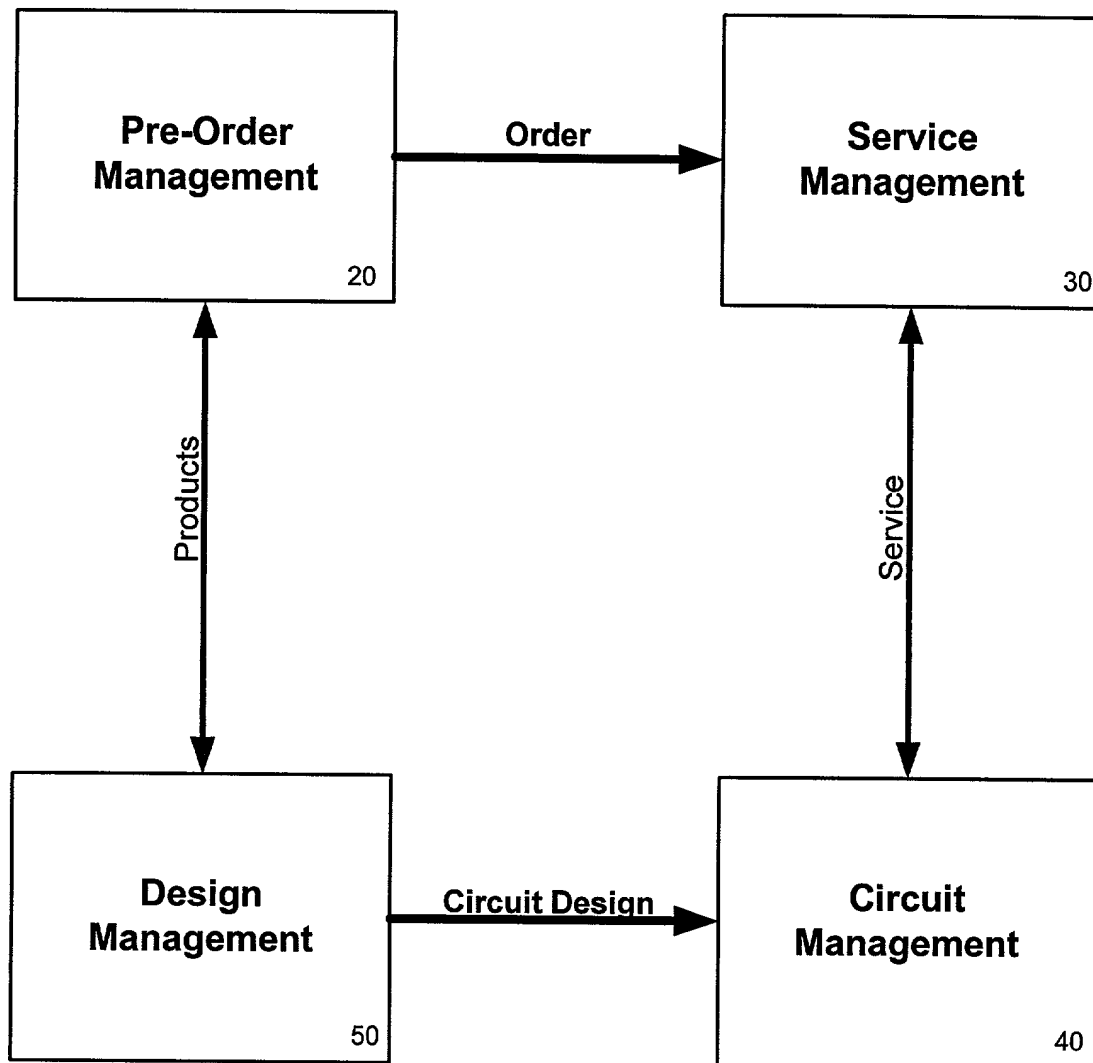 Pre-Order
Management
20
Order
Service
Management
30
Products
Service
Design
Management
50
Circuit Design
Circuit
Management
40